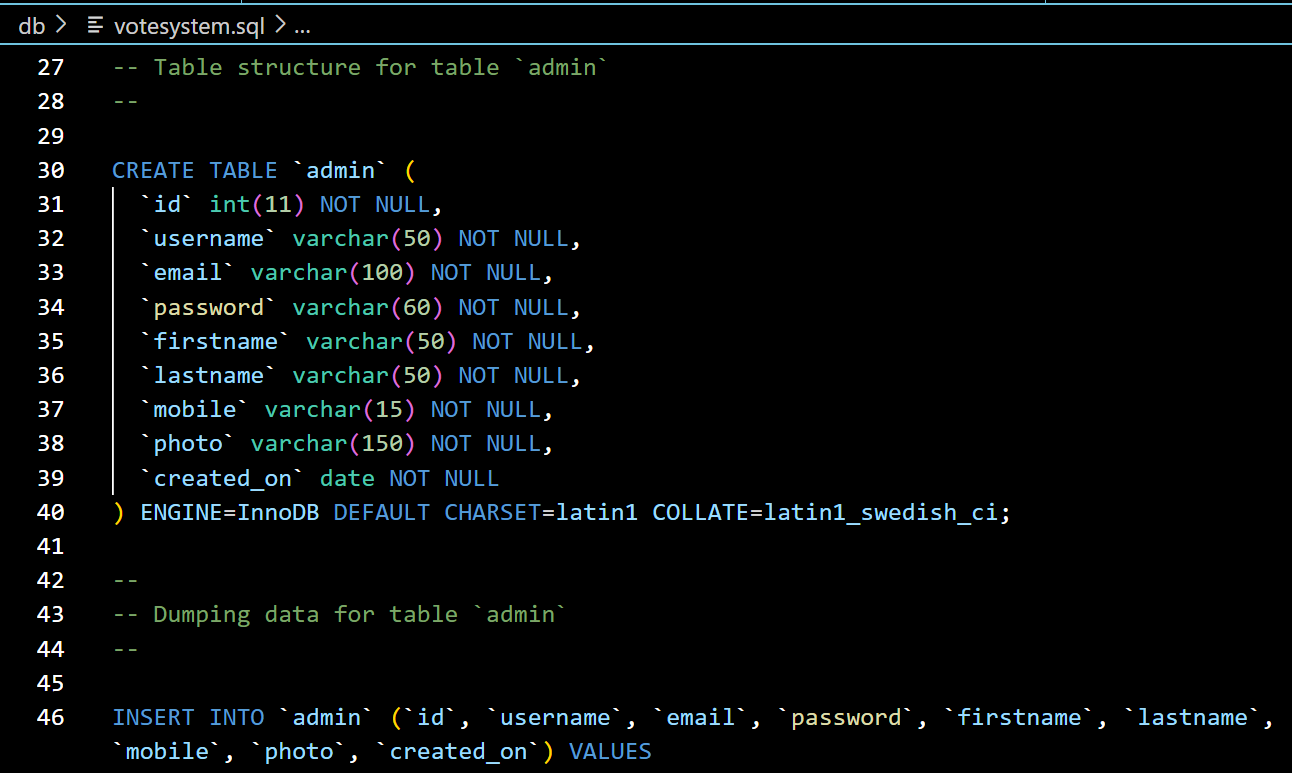 db > votesystem.sql > ...
27 -- Table structure for table `admin`
28 --
29
30 CREATE TABLE `admin` (
31 `id` int(11) NOT NULL,
32 `username` varchar(50) NOT NULL,
33 `email` varchar(100) NOT NULL,
34 `password` varchar(60) NOT NULL,
35 `firstname` varchar(50) NOT NULL,
36 `lastname` varchar(50) NOT NULL,
37 `mobile` varchar(15) NOT NULL,
38 `photo` varchar(150) NOT NULL,
39 `created_on` date NOT NULL
40 ) ENGINE=InnoDB DEFAULT CHARSET=latin1 COLLATE=latin1_swedish_ci;
41
42 --
43 -- Dumping data for table `admin`
44 --
45
46 INSERT INTO `admin` (`id`, `username`, `email`, `password`, `firstname`, `lastname`,
`mobile`, `photo`, `created_on`) VALUES